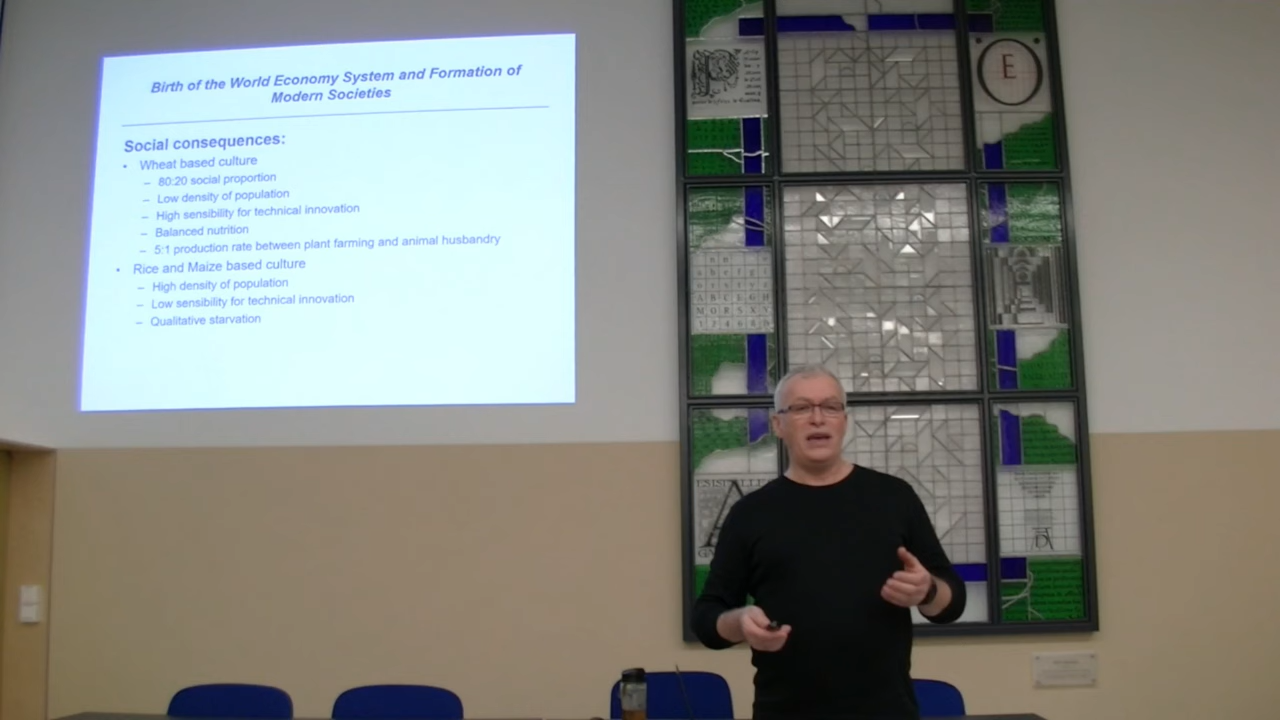 Birth of the World Economy System and Formation of
Modern Societies
Social consequences:
• Wheat based culture
– 80:20 social proportion
– Low density of population
– High sensibility for technical innovation
– Balanced nutrition
– 5:1 production rate between plant farming and animal husbandry
• Rice and Maize based culture
– High density of population
– Low sensibility for technical innovation
– Qualitative starvation
P
E
A B C
A